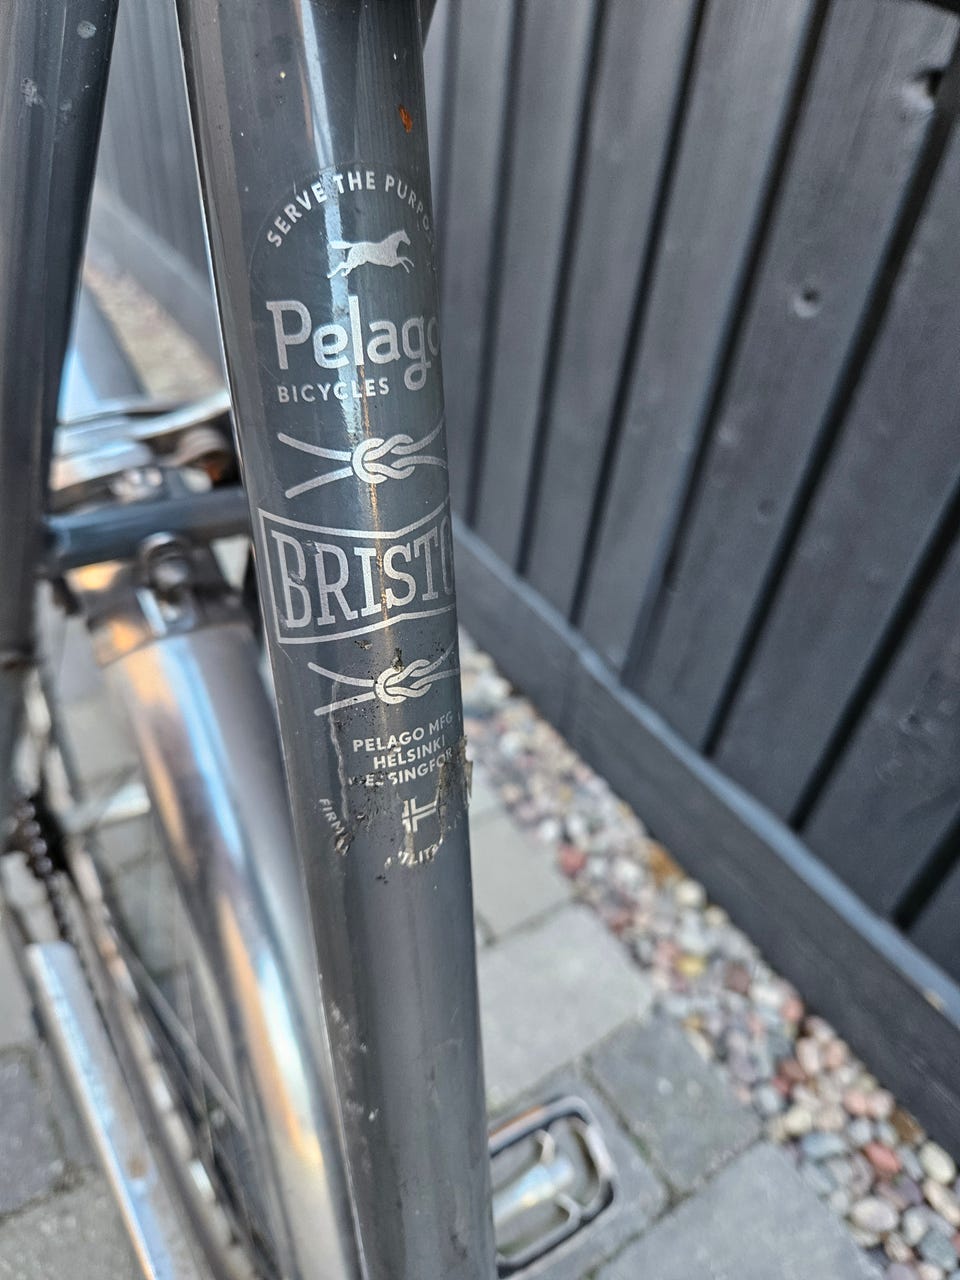 SERVE THE PURPO
Pelago
BICYCLES
BRISTO
PELAGO MFG
HELSINKI
H